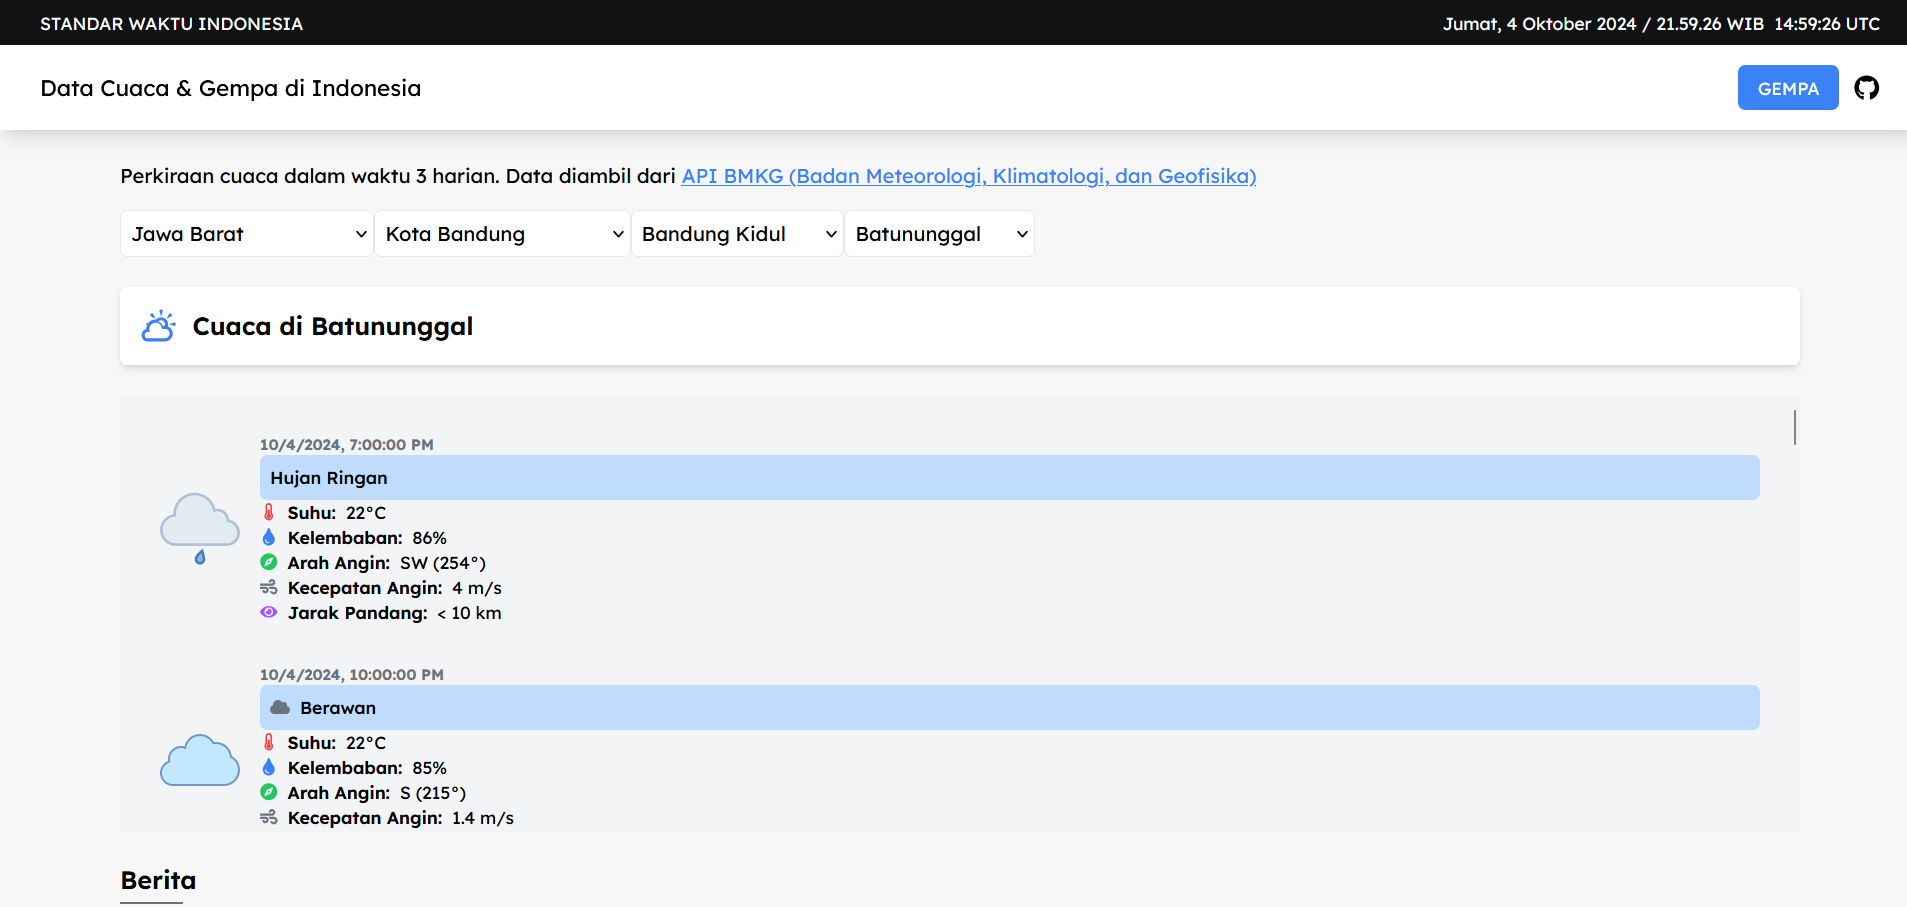 STANDAR WAKTU INDONESIA
Jumat, 4 Oktober 2024 / 21.59.26 WIB 14:59:26 UTC
Data Cuaca & Gempa di Indonesia
GEMPA
Perkiraan cuaca dalam waktu 3 harian. Data diambil dari API BMKG (Badan Meteorologi, Klimatologi, dan Geofisika)
Jawa Barat
Kota Bandung
Bandung Kidul
Batununggal
Cuaca di Batununggal
10/4/2024, 7:00:00 PM
Hujan Ringan
Suhu: 22°C
Kelembaban: 86%
Arah Angin: SW (254°)
Kecepatan Angin: 4 m/s
Jarak Pandang: < 10 km
10/4/2024, 10:00:00 PM
Berawan
Suhu: 22°C
Kelembaban: 85%
Arah Angin: S (215°)
Kecepatan Angin: 1.4 m/s
Berita